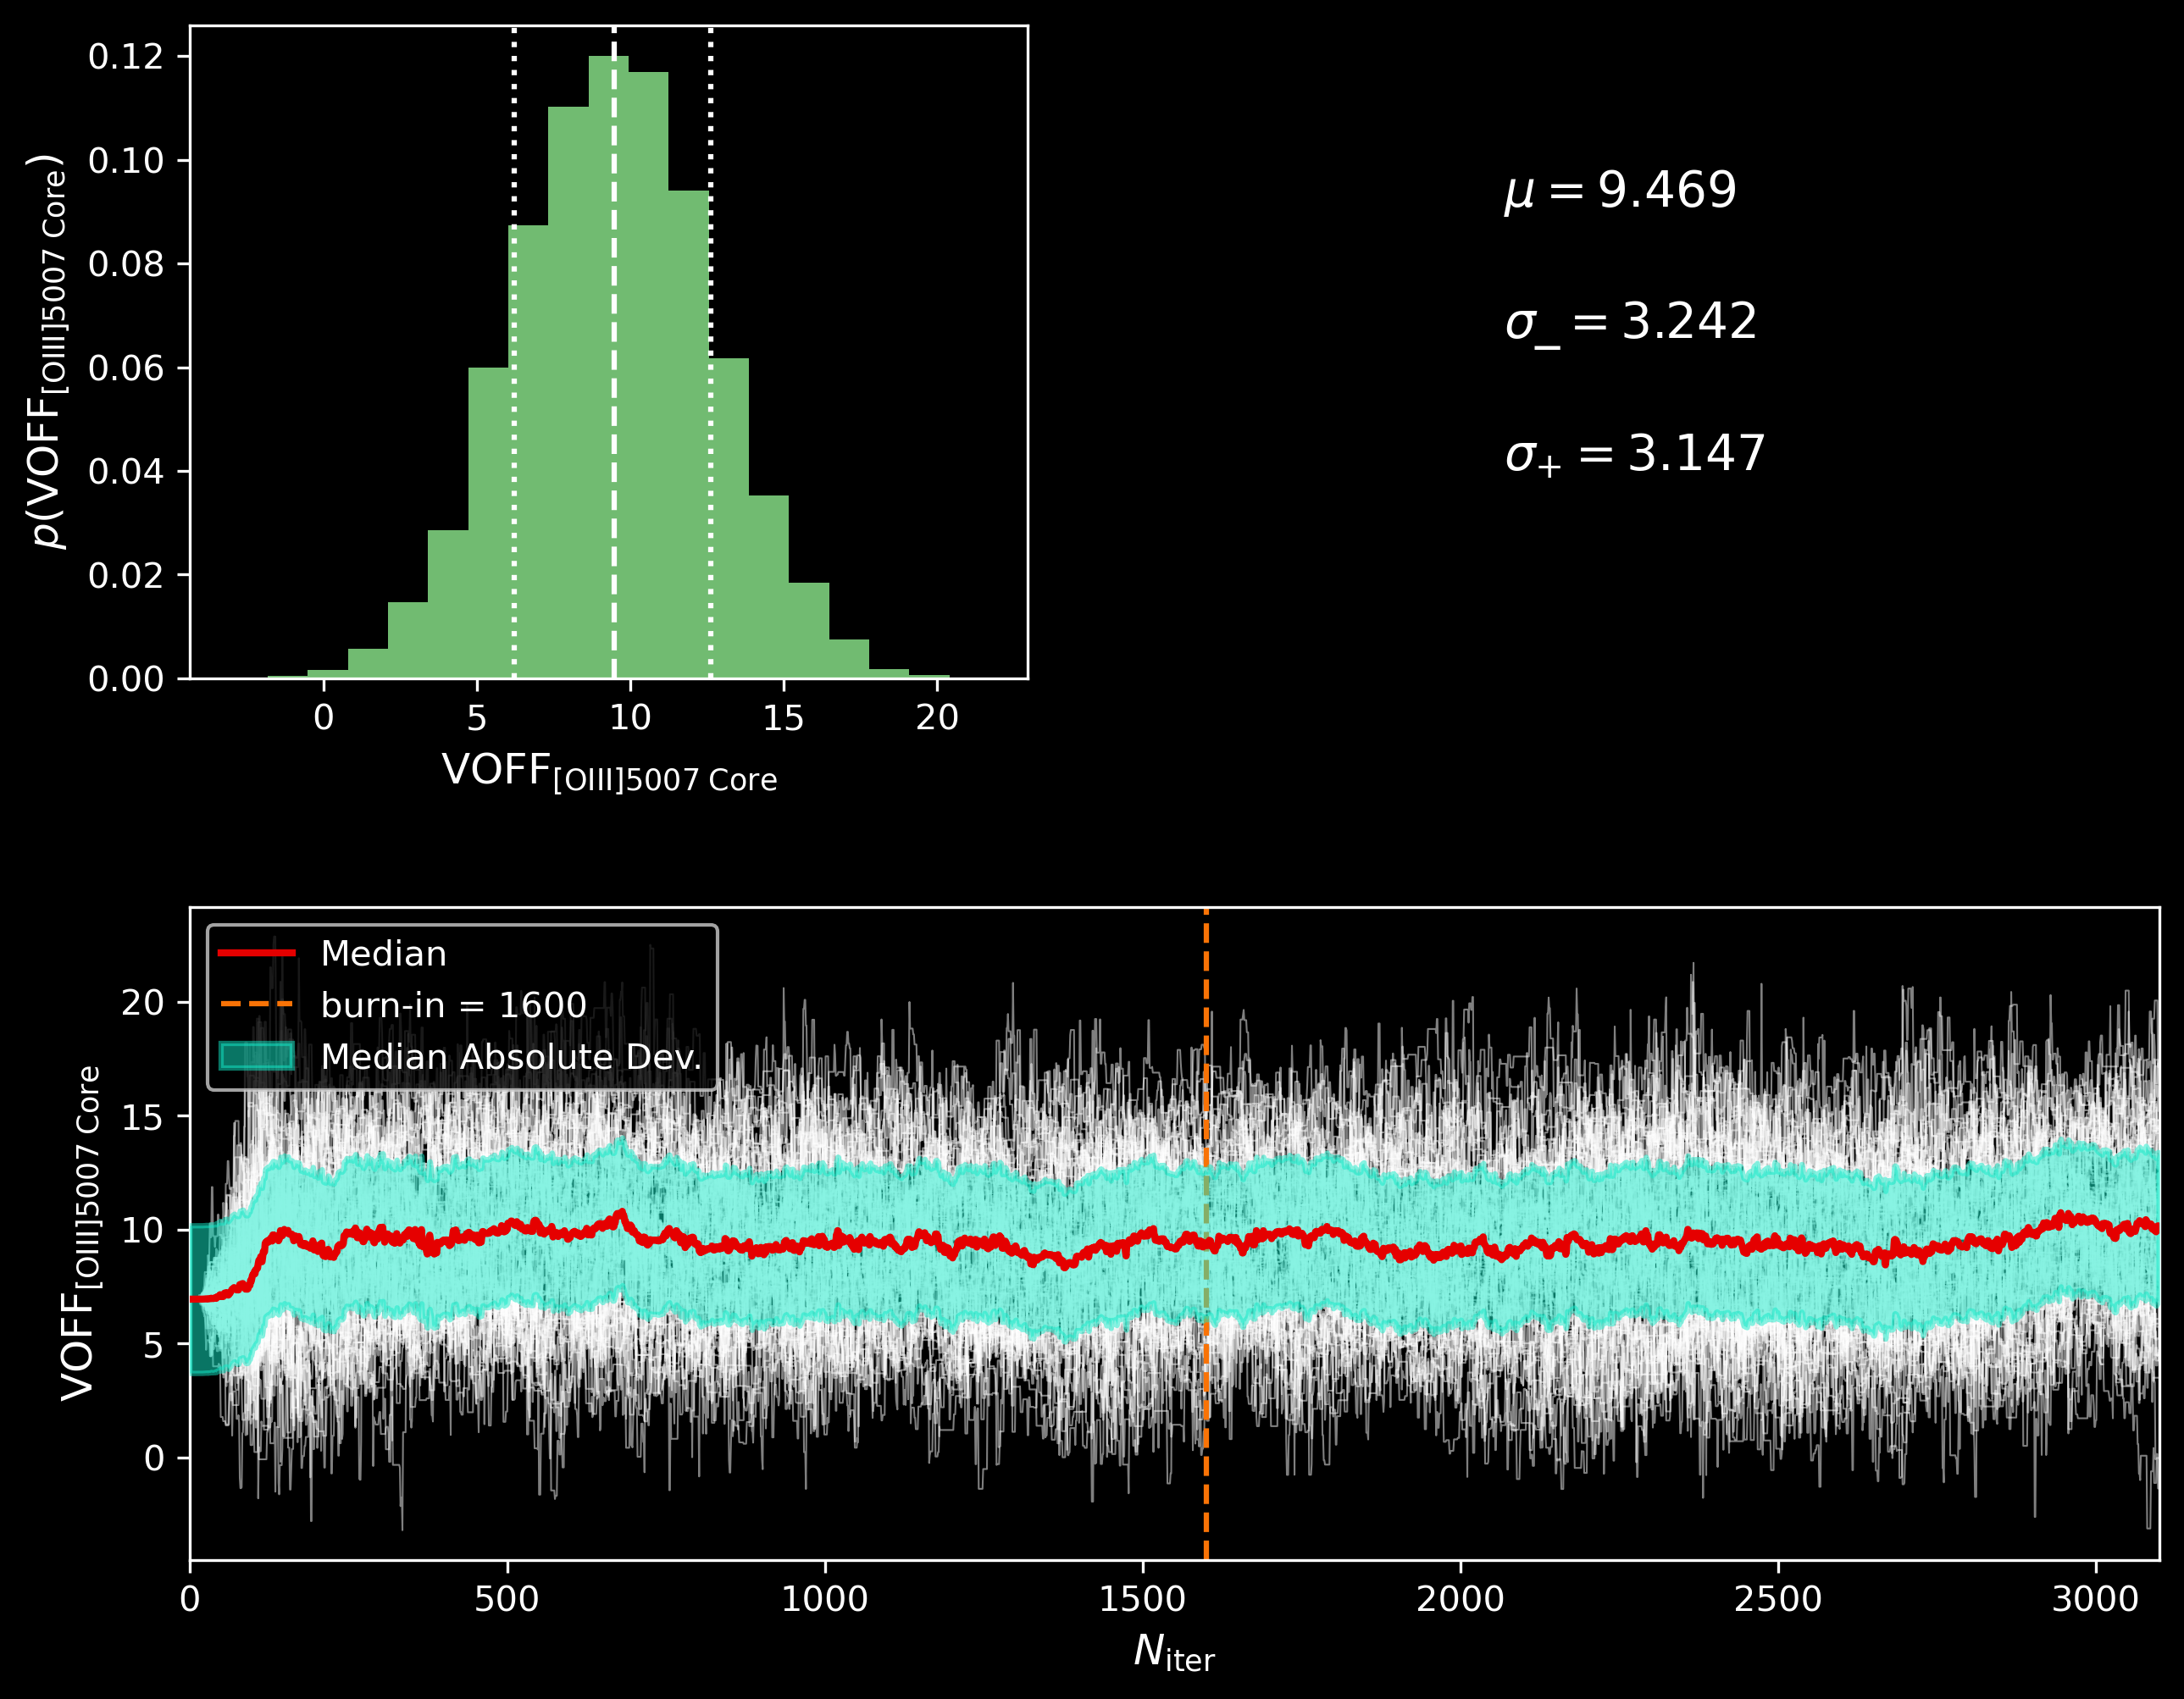 0.12
0.10
0.08
0.06
0.04
0.02
0.00
p(VOFF[OIII]5007 Core)
0 5 10 15 20
VOFF[OIII]5007 Core
μ = 9.469
σ− = 3.242
σ+ = 3.147
Median
burn-in = 1600
Median Absolute Dev.
20
15
10
5
0
VOFF[OIII]5007 Core
0 500 1000 1500 2000 2500 3000
Niter